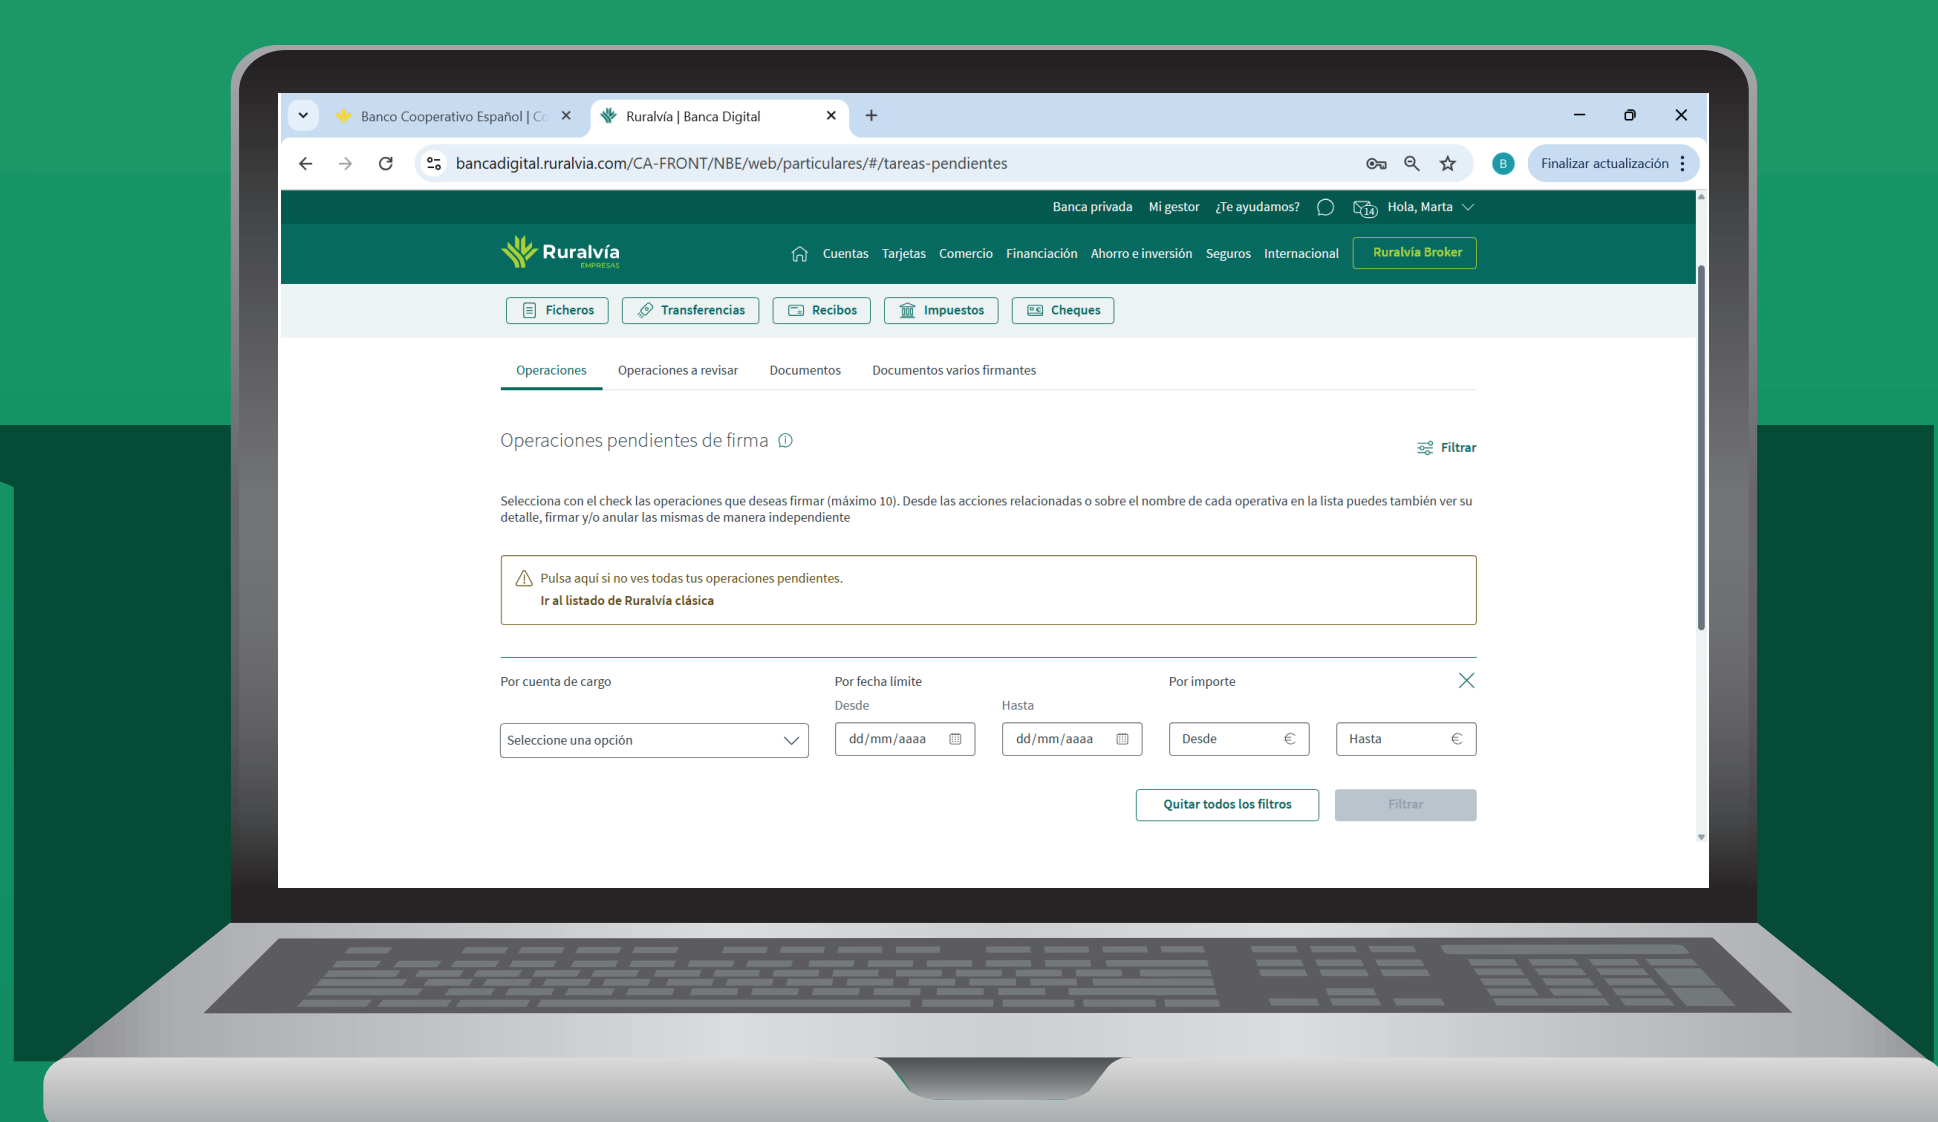 Banco Cooperativo Español | Co
Ruralvía | Banca Digital
bancadigital.ruralvia.com/CA-FRONT/NBE/web/particulares/#/tareas-pendientes
B
Finalizar actualización
Banca privada Mi gestor ¿Te ayudamos? 14 Hola, Marta
Ruralvía
EMPRESAS
Cuentas Tarjetas Comercio Financiación Ahorro e inversión Seguros Internacional Ruralvía Broker
Ficheros Transferencias Recibos Impuestos Cheques
Operaciones Operaciones a revisar Documentos Documentos varios firmantes
Operaciones pendientes de firma
Filtrar
Selecciona con el check las operaciones que deseas firmar (máximo 10). Desde las acciones relacionadas o sobre el nombre de cada operativa en la lista puedes también ver su
detalle, firmar y/o anular las mismas de manera independiente
Pulsa aquí si no ves todas tus operaciones pendientes.
Ir al listado de Ruralvía clásica
Por cuenta de cargo Por fecha límite Por importe
Desde Hasta
Seleccione una opción dd/mm/aaaa dd/mm/aaaa Desde € Hasta €
Quitar todos los filtros Filtrar